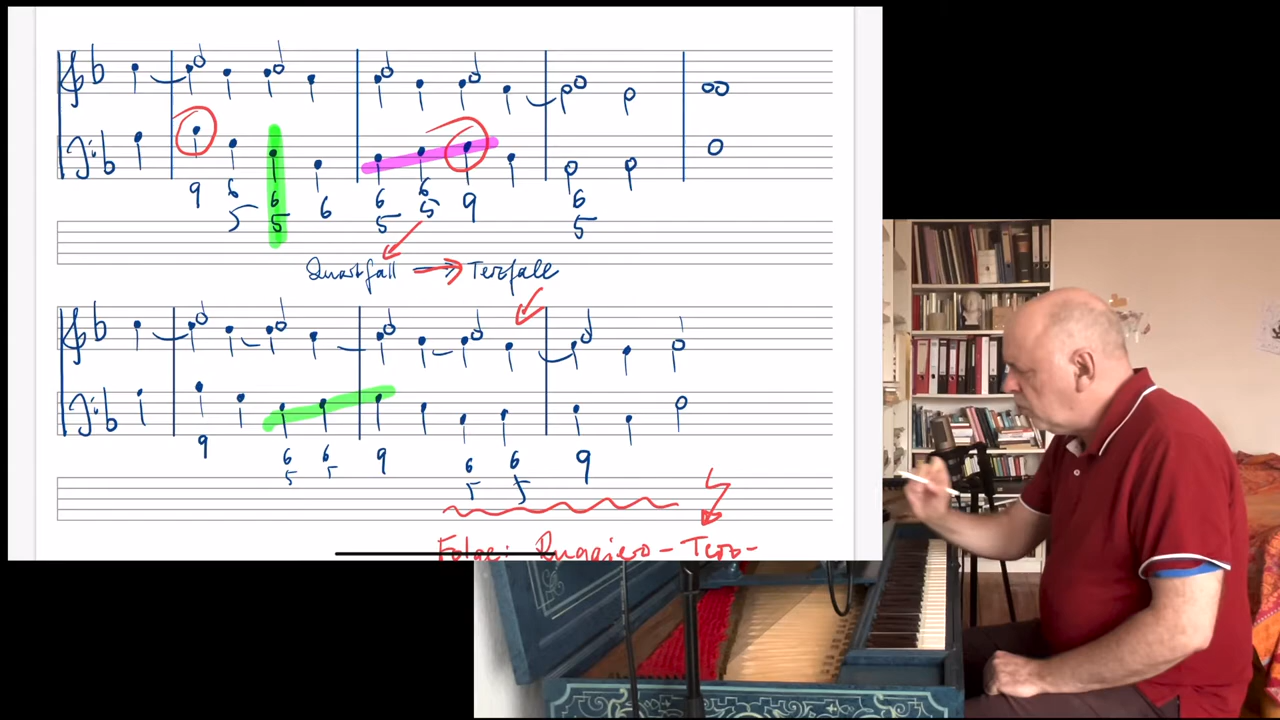 9 6 6 6 6 6 9 6
5 5 5 5 5
Quartfall → Terzfall
9 6 6 9 6 6 9
5 5 5 5
Folge: Ruggiero - Terz-